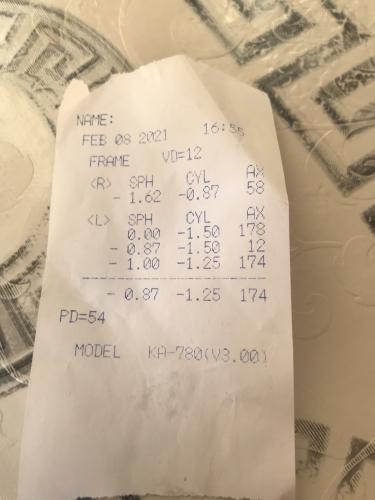 NAME:
FEB 08 2021 16:55
FRAME VD=12
<R> SPH CYL AX
- 1.62 -0.87 58
<L> SPH CYL AX
0.00 -1.50 178
- 0.87 -1.50 12
- 1.00 -1.25 174
- 0.87 -1.25 174
PD=54
MODEL KA-780(V3.00)